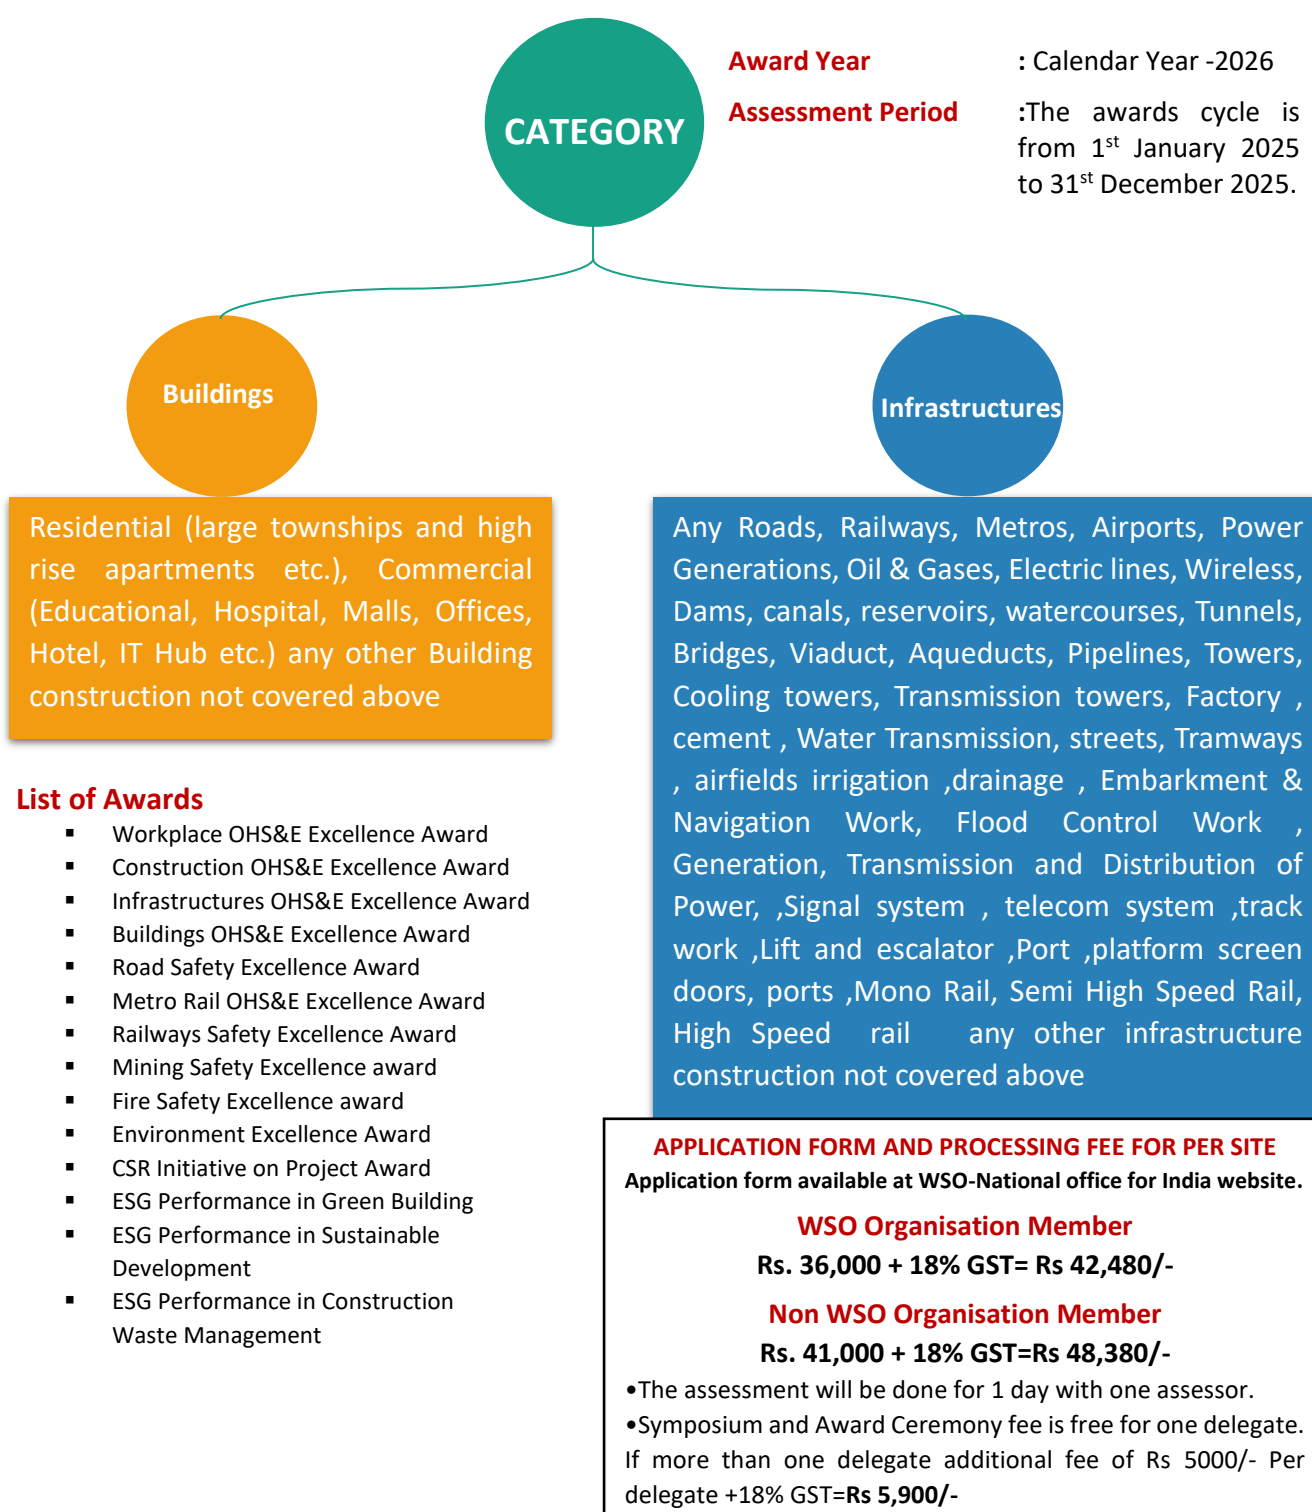 CATEGORY
Award Year : Calendar Year -2026
Assessment Period :The awards cycle is
from 1st January 2025
to 31st December 2025.
Buildings
Infrastructures
Residential (large townships and high
rise apartments etc.), Commercial
(Educational, Hospital, Malls, Offices,
Hotel, IT Hub etc.) any other Building
construction not covered above
Any Roads, Railways, Metros, Airports, Power
Generations, Oil & Gases, Electric lines, Wireless,
Dams, canals, reservoirs, watercourses, Tunnels,
Bridges, Viaduct, Aqueducts, Pipelines, Towers,
Cooling towers, Transmission towers, Factory ,
cement , Water Transmission, streets, Tramways
, airfields irrigation ,drainage , Embarkment &
Navigation Work, Flood Control Work ,
Generation, Transmission and Distribution of
Power, ,Signal system , telecom system ,track
work ,Lift and escalator ,Port ,platform screen
doors, ports ,Mono Rail, Semi High Speed Rail,
High Speed rail any other infrastructure
construction not covered above
List of Awards
▪ Workplace OHS&E Excellence Award
▪ Construction OHS&E Excellence Award
▪ Infrastructures OHS&E Excellence Award
▪ Buildings OHS&E Excellence Award
▪ Road Safety Excellence Award
▪ Metro Rail OHS&E Excellence Award
▪ Railways Safety Excellence Award
▪ Mining Safety Excellence award
▪ Fire Safety Excellence award
▪ Environment Excellence Award
▪ CSR Initiative on Project Award
▪ ESG Performance in Green Building
▪ ESG Performance in Sustainable
Development
▪ ESG Performance in Construction
Waste Management
APPLICATION FORM AND PROCESSING FEE FOR PER SITE
Application form available at WSO-National office for India website.
WSO Organisation Member
Rs. 36,000 + 18% GST= Rs 42,480/-
Non WSO Organisation Member
Rs. 41,000 + 18% GST=Rs 48,380/-
•The assessment will be done for 1 day with one assessor.
•Symposium and Award Ceremony fee is free for one delegate.
If more than one delegate additional fee of Rs 5000/- Per
delegate +18% GST=Rs 5,900/-